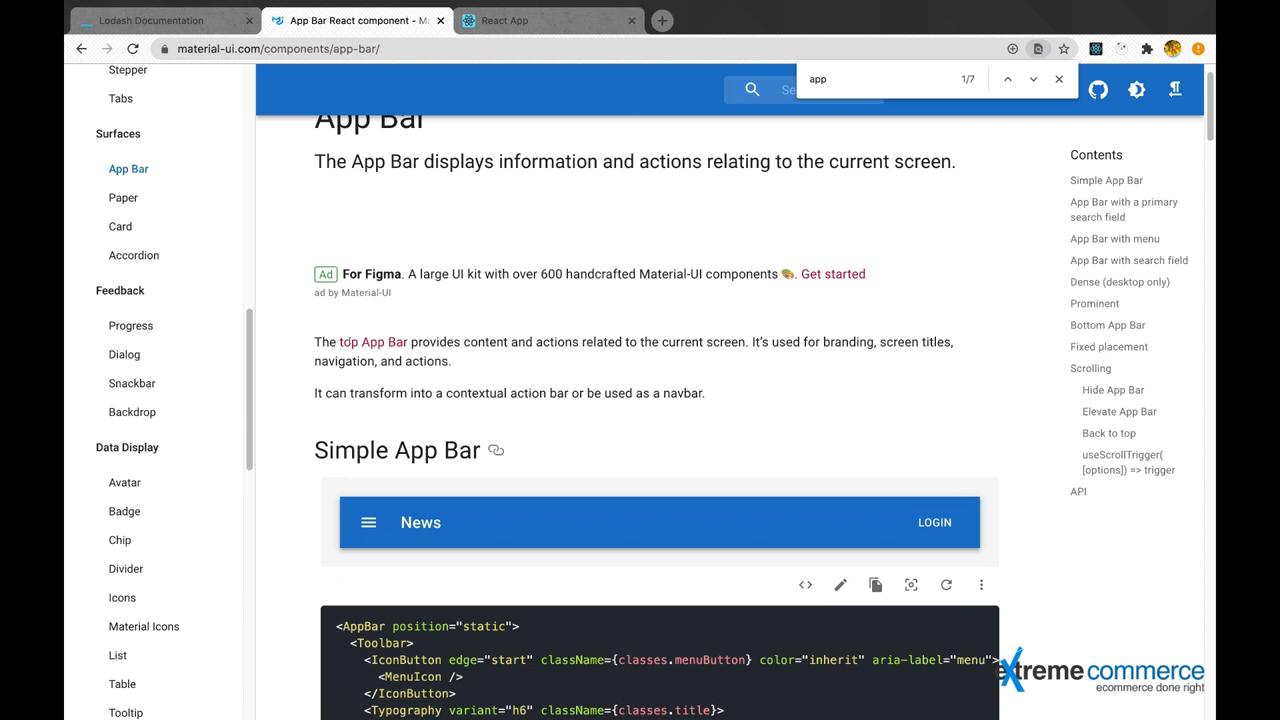 Lodash Documentation
App Bar React component - M
React App
material-ui.com/components/app-bar/
app
1/7
Stepper
Tabs
Surfaces
App Bar
Paper
Card
Accordion
Feedback
Progress
Dialog
Snackbar
Backdrop
Data Display
Avatar
Badge
Chip
Divider
Icons
Material Icons
List
Table
Tooltip
Se
App Bar
The App Bar displays information and actions relating to the current screen.
Ad For Figma. A large UI kit with over 600 handcrafted Material-UI components 🎨. Get started
ad by Material-UI
The top App Bar provides content and actions related to the current screen. It's used for branding, screen titles,
navigation, and actions.
It can transform into a contextual action bar or be used as a navbar.
Simple App Bar
News
LOGIN
<AppBar position="static">
<Toolbar>
<IconButton edge="start" className={classes.menuButton} color="inherit" aria-label="menu">
<MenuIcon />
</IconButton>
<Typography variant="h6" className={classes.title}>
Contents
Simple App Bar
App Bar with a primary
search field
App Bar with menu
App Bar with search field
Dense (desktop only)
Prominent
Bottom App Bar
Fixed placement
Scrolling
Hide App Bar
Elevate App Bar
Back to top
useScrollTrigger(
[options]) => trigger
API
eXtreme commerce
ecommerce done right